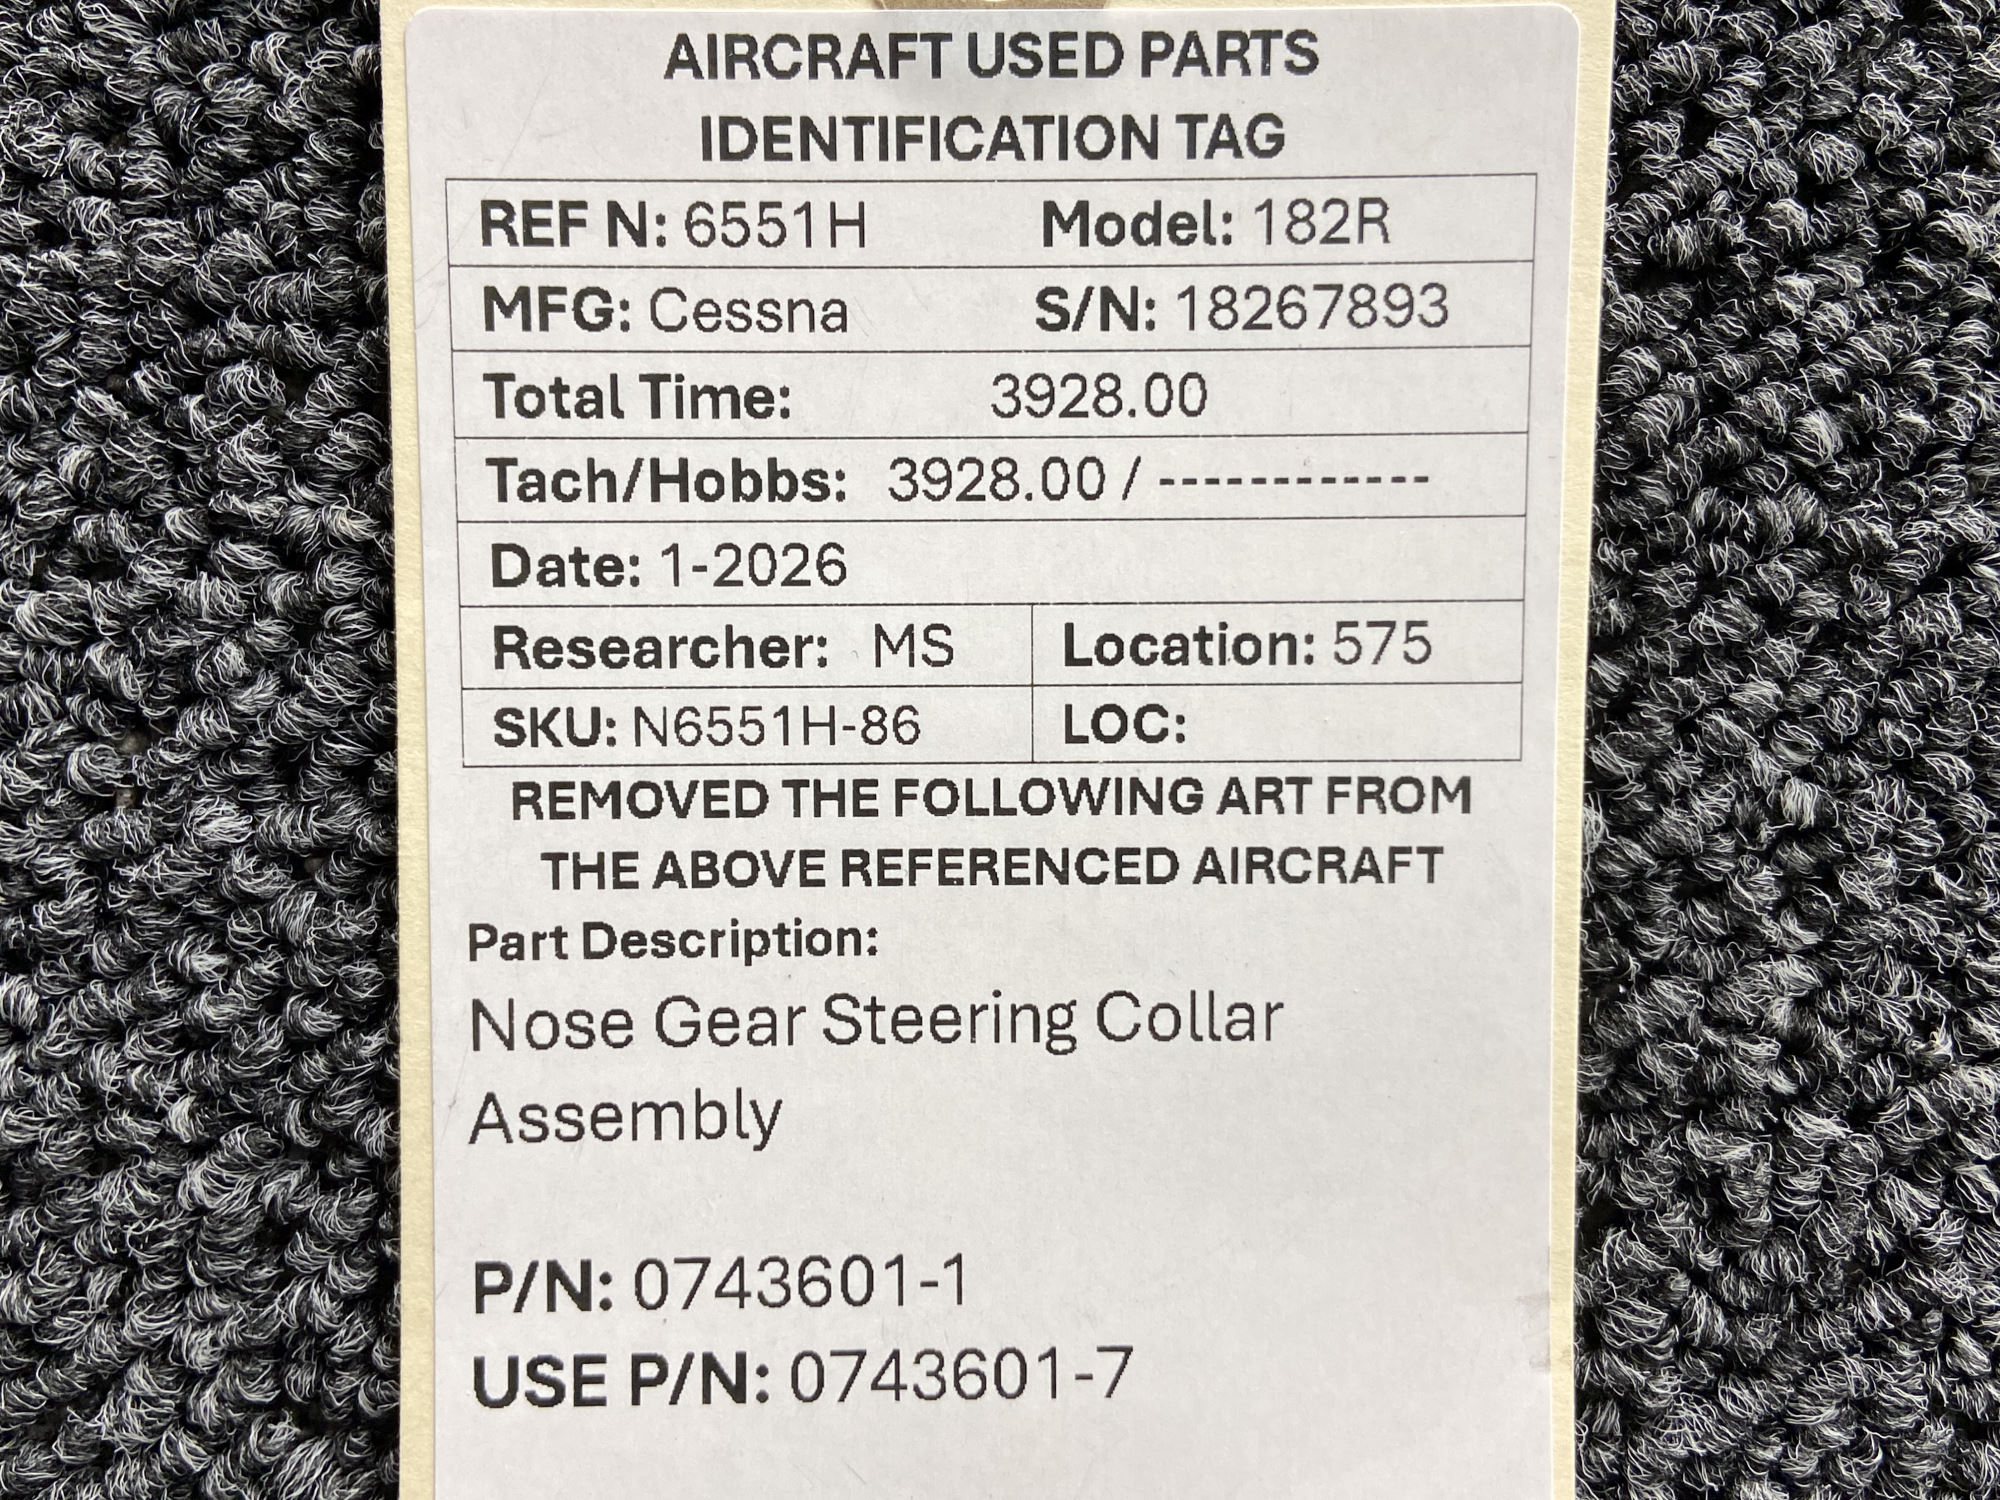 AIRCRAFT USED PARTS
IDENTIFICATION TAG
REF N: 6551H Model: 182R
MFG: Cessna S/N: 18267893
Total Time: 3928.00
Tach/Hobbs: 3928.00 / ------------
Date: 1-2026
Researcher: MS Location: 575
SKU: N6551H-86 LOC:
REMOVED THE FOLLOWING ART FROM
THE ABOVE REFERENCED AIRCRAFT
Part Description:
Nose Gear Steering Collar
Assembly
P/N: 0743601-1
USE P/N: 0743601-7